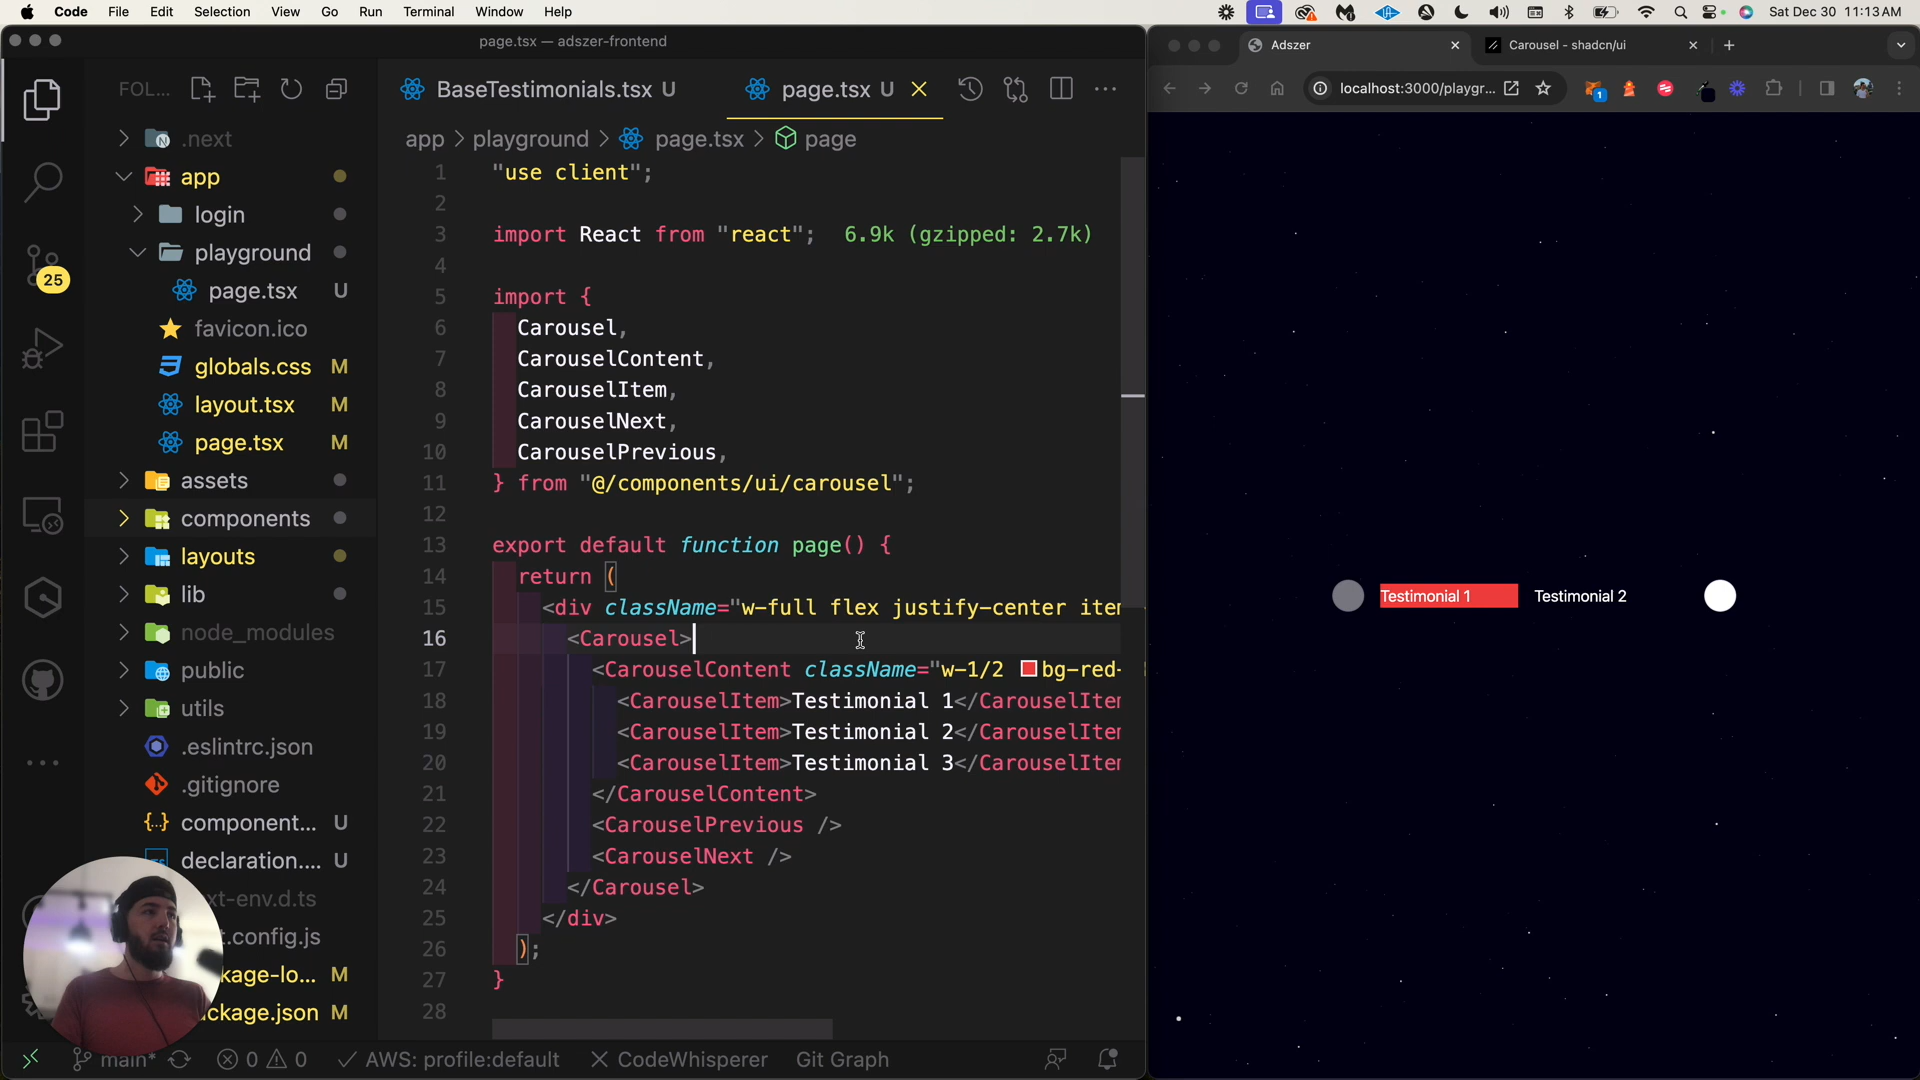 Code File Edit Selection View Go Run Terminal Window Help
Sat Dec 30 11:13 AM
page.tsx — adszer-frontend
Adszer
Carousel - shadcn/ui
localhost:3000/playgr...
1
FOL...
BaseTestimonials.tsx U
page.tsx U
app > playground > page.tsx > page
.next
app
login
playground
page.tsx U
favicon.ico
globals.css M
layout.tsx M
page.tsx M
assets
components
layouts
lib
node_modules
public
utils
.eslintrc.json
.gitignore
component... U
declaration.... U
xt-env.d.ts
t.config.js
kage-lo... M
ckage.json M
25
1 "use client";
2
3 import React from "react"; 6.9k (gzipped: 2.7k)
4
5 import {
6 Carousel,
7 CarouselContent,
8 CarouselItem,
9 CarouselNext,
10 CarouselPrevious,
11 } from "@/components/ui/carousel";
12
13 export default function page() {
14 return (
15 <div className="w-full flex justify-center item
16 <Carousel>
17 <CarouselContent className="w-1/2 bg-red-
18 <CarouselItem>Testimonial 1</CarouselItem
19 <CarouselItem>Testimonial 2</CarouselItem
20 <CarouselItem>Testimonial 3</CarouselItem
21 </CarouselContent>
22 <CarouselPrevious />
23 <CarouselNext />
24 </Carousel>
25 </div>
26 );
27 }
28
Testimonial 1 Testimonial 2
main* 0 0 AWS: profile:default CodeWhisperer Git Graph